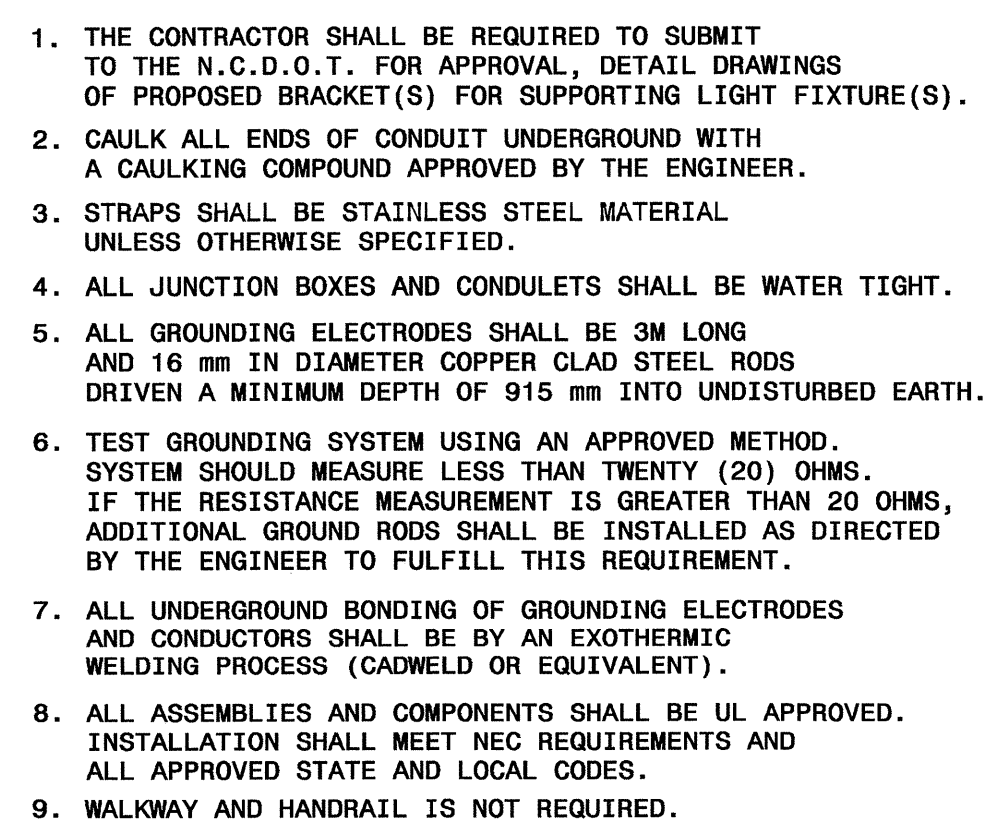 1. THE CONTRACTOR SHALL BE REQUIRED TO SUBMIT
TO THE N.C.D.O.T. FOR APPROVAL, DETAIL DRAWINGS
OF PROPOSED BRACKET(S) FOR SUPPORTING LIGHT FIXTURE(S).
2. CAULK ALL ENDS OF CONDUIT UNDERGROUND WITH
A CAULKING COMPOUND APPROVED BY THE ENGINEER.
3. STRAPS SHALL BE STAINLESS STEEL MATERIAL
UNLESS OTHERWISE SPECIFIED.
4. ALL JUNCTION BOXES AND CONDULETS SHALL BE WATER TIGHT.
5. ALL GROUNDING ELECTRODES SHALL BE 3M LONG
AND 16 mm IN DIAMETER COPPER CLAD STEEL RODS
DRIVEN A MINIMUM DEPTH OF 915 mm INTO UNDISTURBED EARTH.
6. TEST GROUNDING SYSTEM USING AN APPROVED METHOD.
SYSTEM SHOULD MEASURE LESS THAN TWENTY (20) OHMS.
IF THE RESISTANCE MEASUREMENT IS GREATER THAN 20 OHMS,
ADDITIONAL GROUND RODS SHALL BE INSTALLED AS DIRECTED
BY THE ENGINEER TO FULFILL THIS REQUIREMENT.
7. ALL UNDERGROUND BONDING OF GROUNDING ELECTRODES
AND CONDUCTORS SHALL BE BY AN EXOTHERMIC
WELDING PROCESS (CADWELD OR EQUIVALENT).
8. ALL ASSEMBLIES AND COMPONENTS SHALL BE UL APPROVED.
INSTALLATION SHALL MEET NEC REQUIREMENTS AND
ALL APPROVED STATE AND LOCAL CODES.
9. WALKWAY AND HANDRAIL IS NOT REQUIRED.